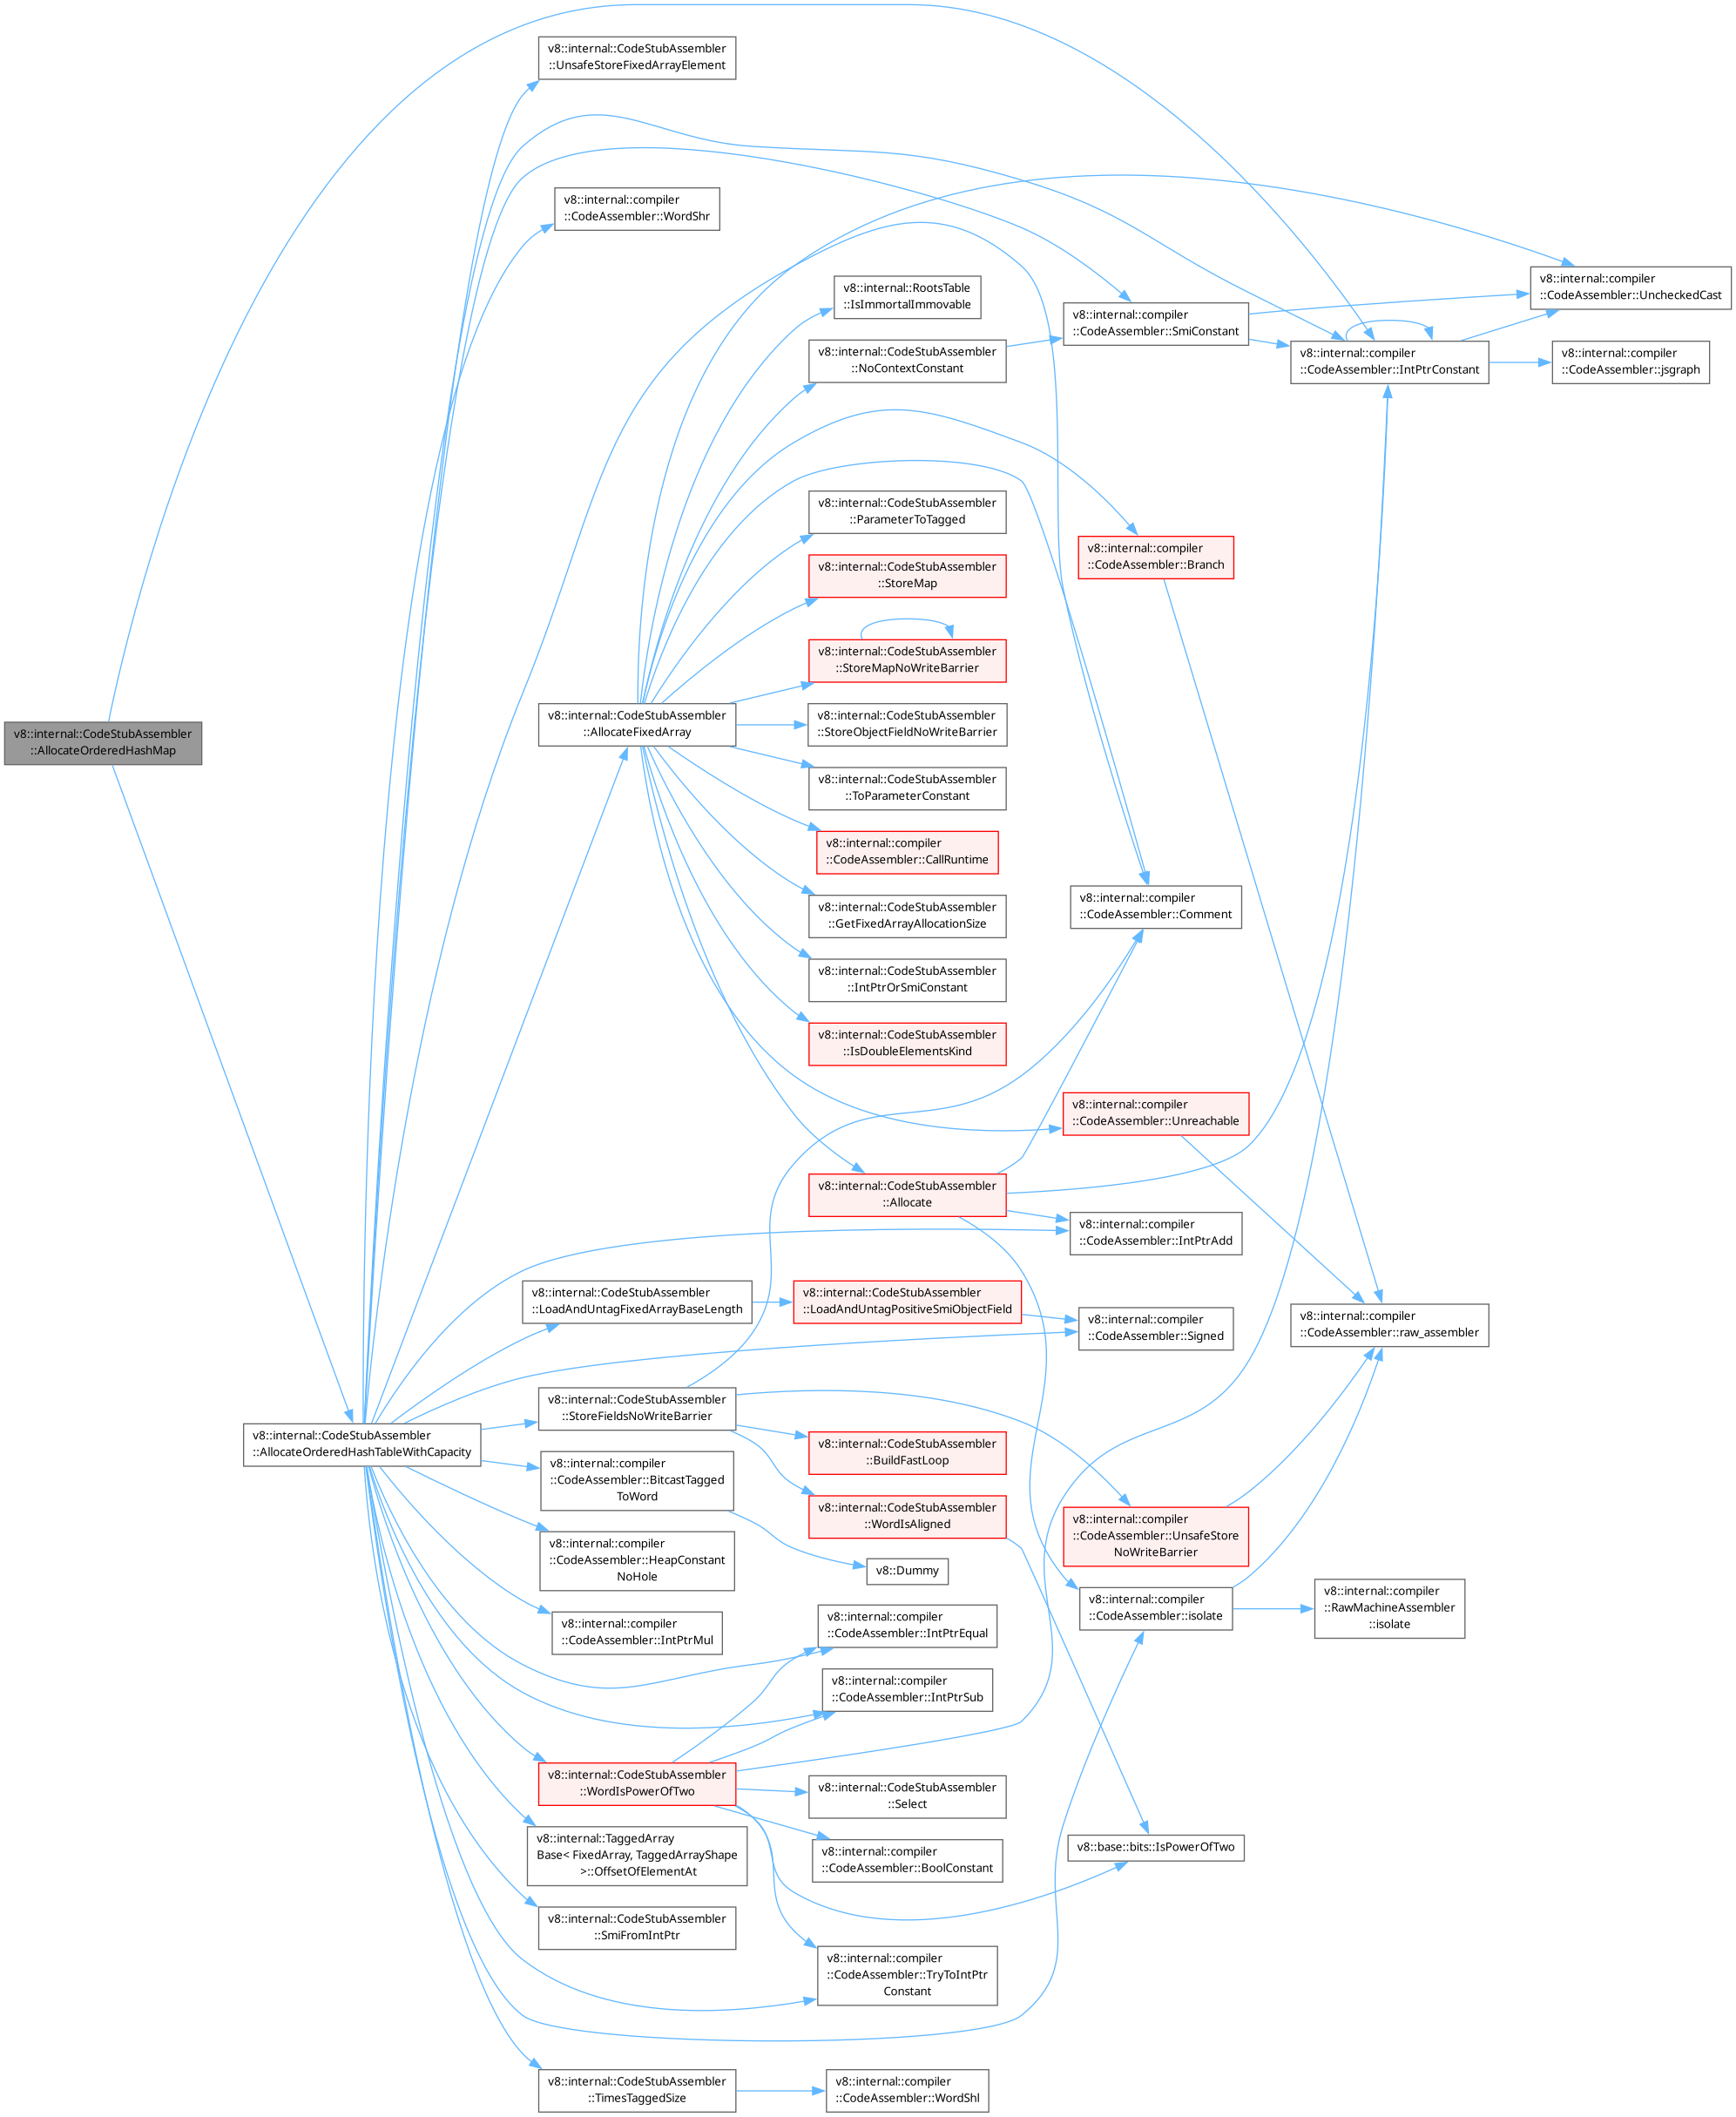 v8::internal::CodeStubAssembler
::UnsafeStoreFixedArrayElement
v8::internal::compiler
::CodeAssembler::WordShr
v8::internal::RootsTable
::IsImmortalImmovable
v8::internal::compiler
::CodeAssembler::UncheckedCast
v8::internal::compiler
::CodeAssembler::SmiConstant
v8::internal::CodeStubAssembler
::NoContextConstant
v8::internal::compiler
::CodeAssembler::IntPtrConstant
v8::internal::compiler
::CodeAssembler::jsgraph
v8::internal::CodeStubAssembler
::ParameterToTagged
v8::internal::compiler
::CodeAssembler::Branch
v8::internal::CodeStubAssembler
::StoreMap
v8::internal::CodeStubAssembler
::StoreMapNoWriteBarrier
v8::internal::CodeStubAssembler
::AllocateOrderedHashMap
v8::internal::CodeStubAssembler
::AllocateFixedArray
v8::internal::CodeStubAssembler
::StoreObjectFieldNoWriteBarrier
v8::internal::CodeStubAssembler
::ToParameterConstant
v8::internal::compiler
::CodeAssembler::CallRuntime
v8::internal::CodeStubAssembler
::GetFixedArrayAllocationSize
v8::internal::compiler
::CodeAssembler::Comment
v8::internal::CodeStubAssembler
::IntPtrOrSmiConstant
v8::internal::CodeStubAssembler
::IsDoubleElementsKind
v8::internal::compiler
::CodeAssembler::Unreachable
v8::internal::CodeStubAssembler
::Allocate
v8::internal::compiler
::CodeAssembler::IntPtrAdd
v8::internal::CodeStubAssembler
::LoadAndUntagFixedArrayBaseLength
v8::internal::CodeStubAssembler
::LoadAndUntagPositiveSmiObjectField
v8::internal::compiler
::CodeAssembler::Signed
v8::internal::compiler
::CodeAssembler::raw_assembler
v8::internal::CodeStubAssembler
::AllocateOrderedHashTableWithCapacity
v8::internal::CodeStubAssembler
::StoreFieldsNoWriteBarrier
v8::internal::CodeStubAssembler
::BuildFastLoop
v8::internal::compiler
::CodeAssembler::BitcastTagged
ToWord
v8::internal::CodeStubAssembler
::WordIsAligned
v8::internal::compiler
::CodeAssembler::UnsafeStore
NoWriteBarrier
v8::internal::compiler
::CodeAssembler::HeapConstant
NoHole
v8::Dummy
v8::internal::compiler
::CodeAssembler::isolate
v8::internal::compiler
::RawMachineAssembler
::isolate
v8::internal::compiler
::CodeAssembler::IntPtrMul
v8::internal::compiler
::CodeAssembler::IntPtrEqual
v8::internal::compiler
::CodeAssembler::IntPtrSub
v8::internal::CodeStubAssembler
::WordIsPowerOfTwo
v8::internal::CodeStubAssembler
::Select
v8::internal::TaggedArray
Base< FixedArray, TaggedArrayShape
>::OffsetOfElementAt
v8::internal::compiler
::CodeAssembler::BoolConstant
v8::base::bits::IsPowerOfTwo
v8::internal::CodeStubAssembler
::SmiFromIntPtr
v8::internal::compiler
::CodeAssembler::TryToIntPtr
Constant
v8::internal::CodeStubAssembler
::TimesTaggedSize
v8::internal::compiler
::CodeAssembler::WordShl